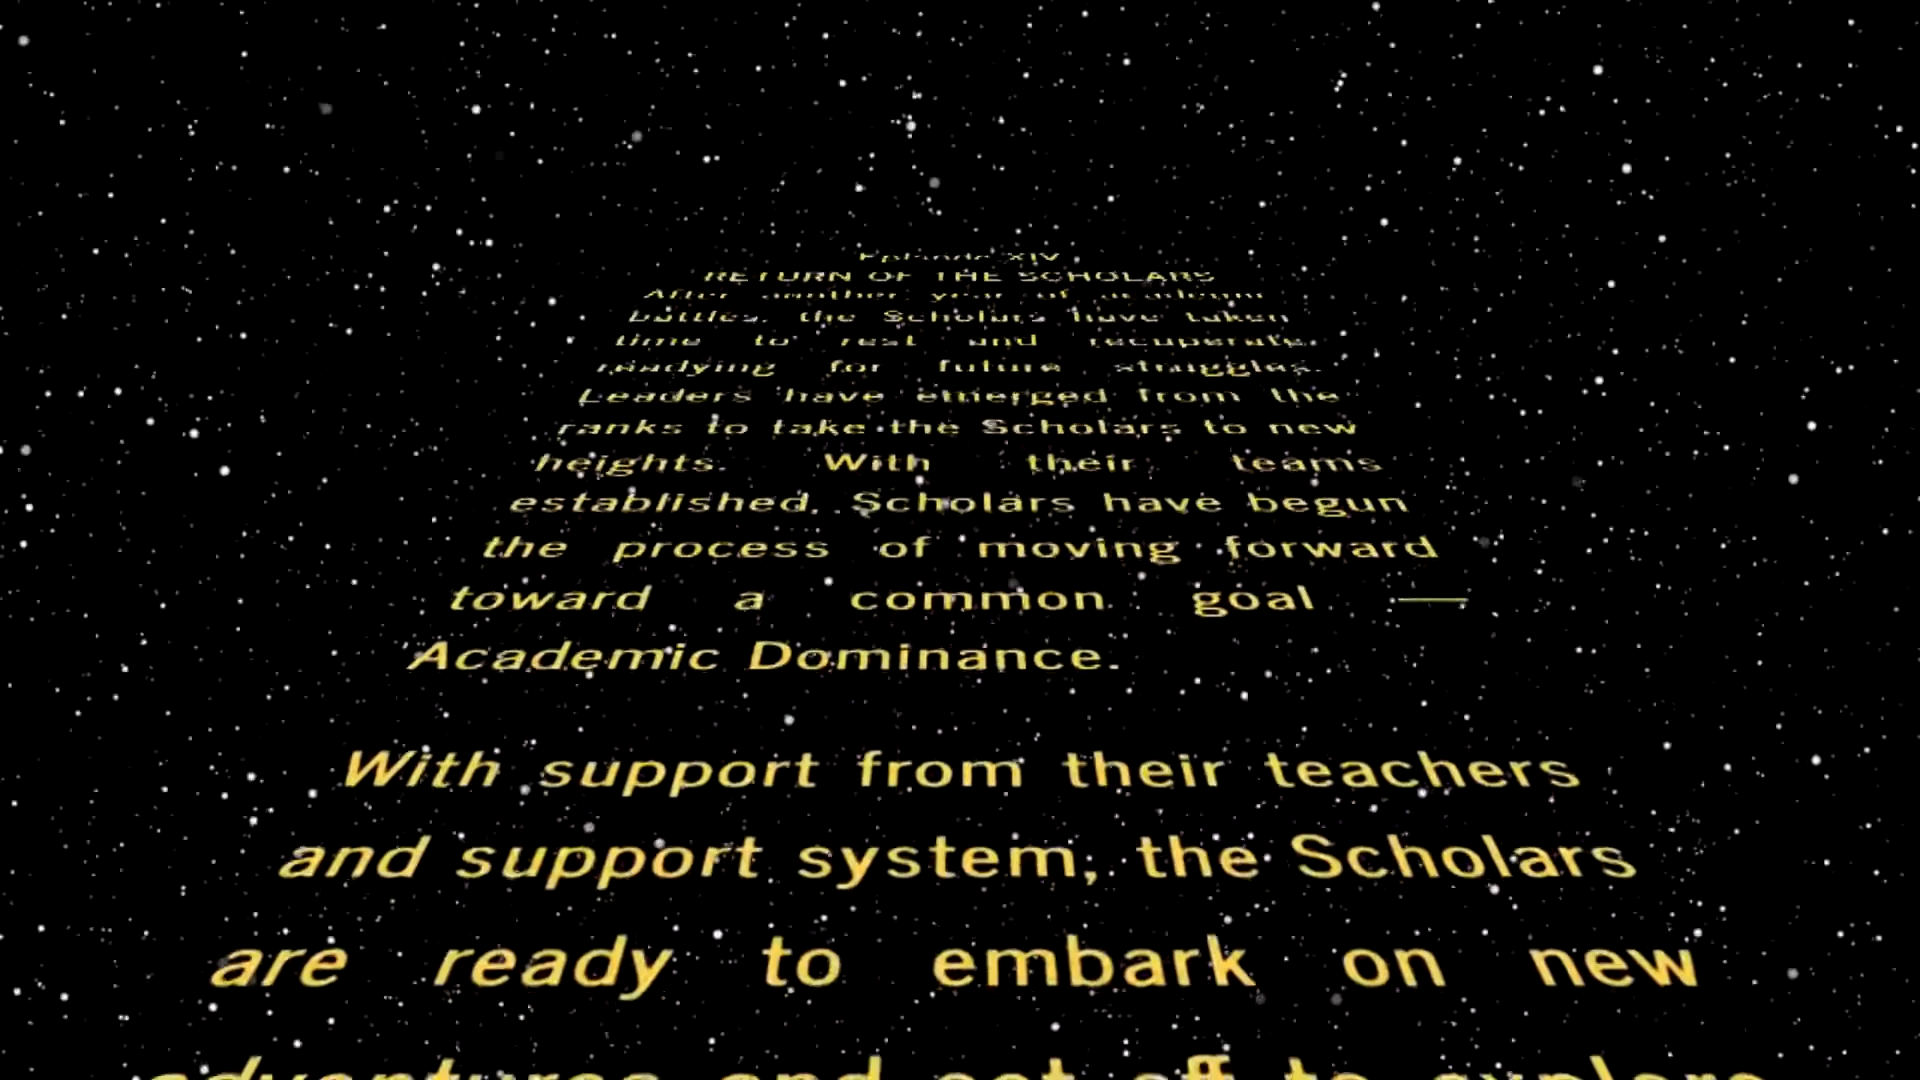 Episode XIV
RETURN OF THE SCHOLARS
After another year of academic
battles, the Scholars have taken
time to rest and recuperate,
readying for future struggles.
Leaders have emerged from the
ranks to take the Scholars to new
heights. With their teams
established, Scholars have begun
the process of moving forward
toward a common goal —
Academic Dominance.
With support from their teachers
and support system, the Scholars
are ready to embark on new
adventures and set off to explore